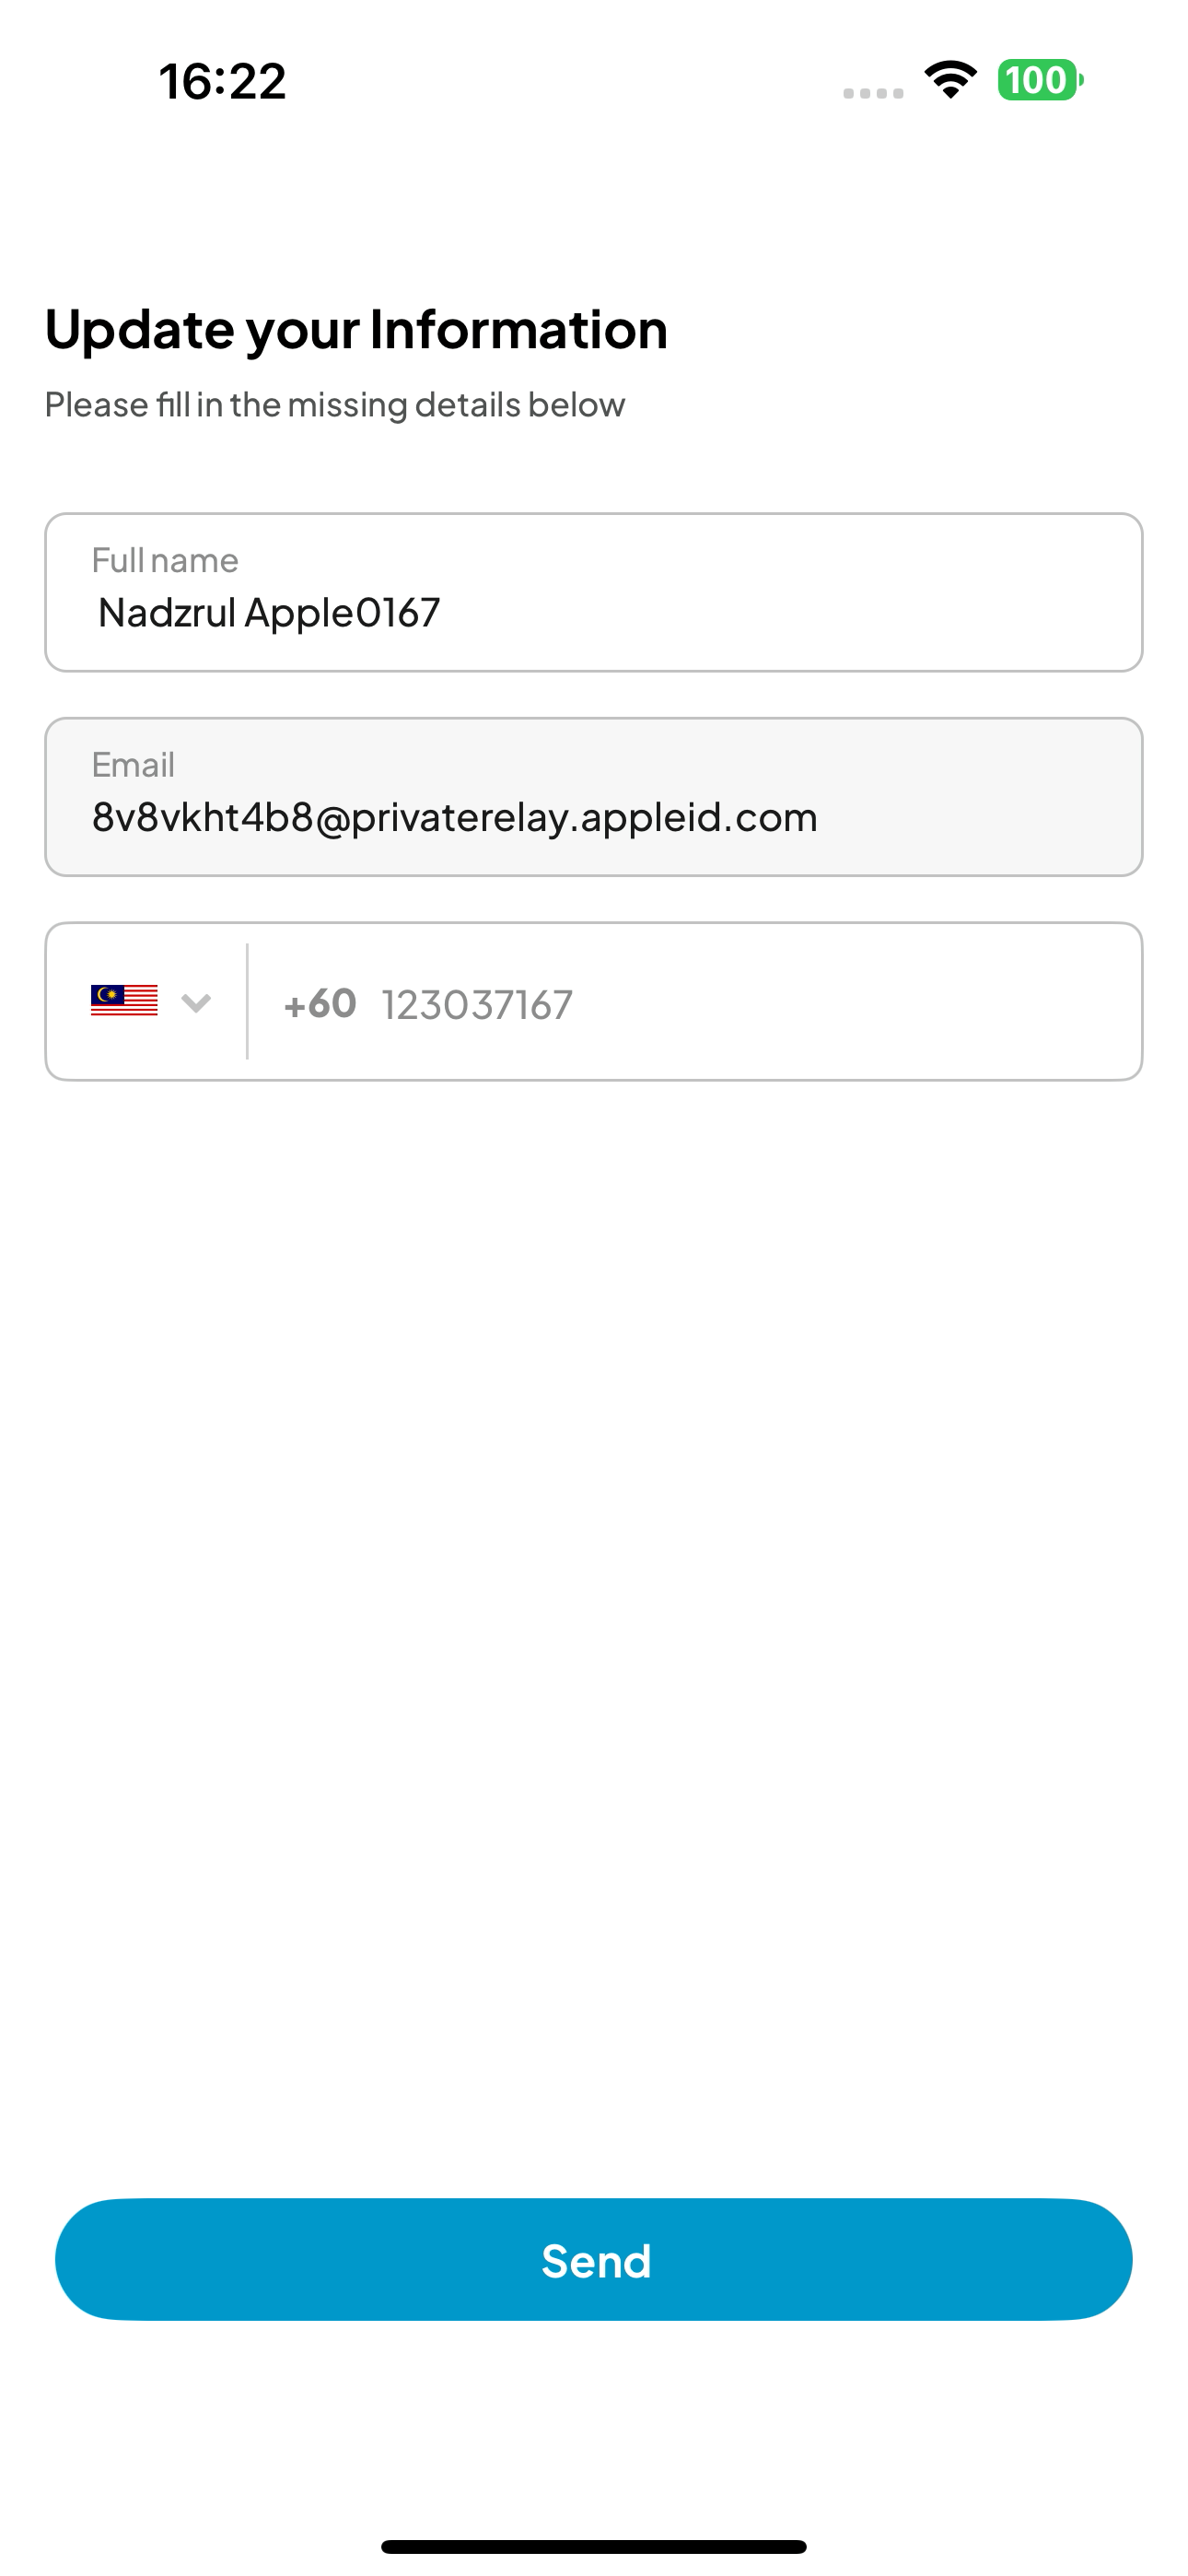 16:22
100
Update your Information
Please fill in the missing details below
Full name
Nadzrul Apple0167
Email
8v8vkht4b8@privaterelay.appleid.com
+60 123037167
Send